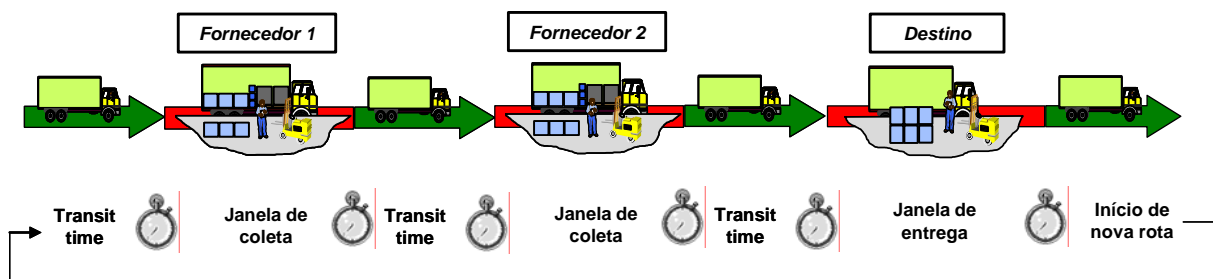 Fornecedor 1
Fornecedor 2
Destino
Transit
time
Janela de
coleta
Transit
time
Janela de
coleta
Transit
time
Janela de
entrega
Início de
nova rota